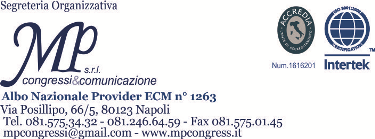 Segreteria Organizzativa
MP s.r.l.
congressi&comunicazione
ACCREDIA
Num.1616201
Intertek
Albo Nazionale Provider ECM n° 1263
Via Posillipo, 66/5, 80123 Napoli
Tel. 081.575.34.32 - 081.246.64.59 - Fax 081.575.01.45
mpcongressi@gmail.com - www.mpcongress.it